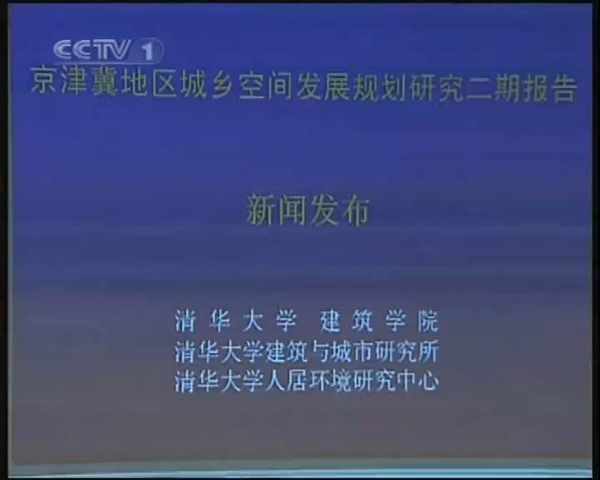 CCTV 1
京津冀地区城乡空间发展规划研究二期报告
新闻发布
清华大学 建筑学院
清华大学建筑与城市研究所
清华大学人居环境研究中心